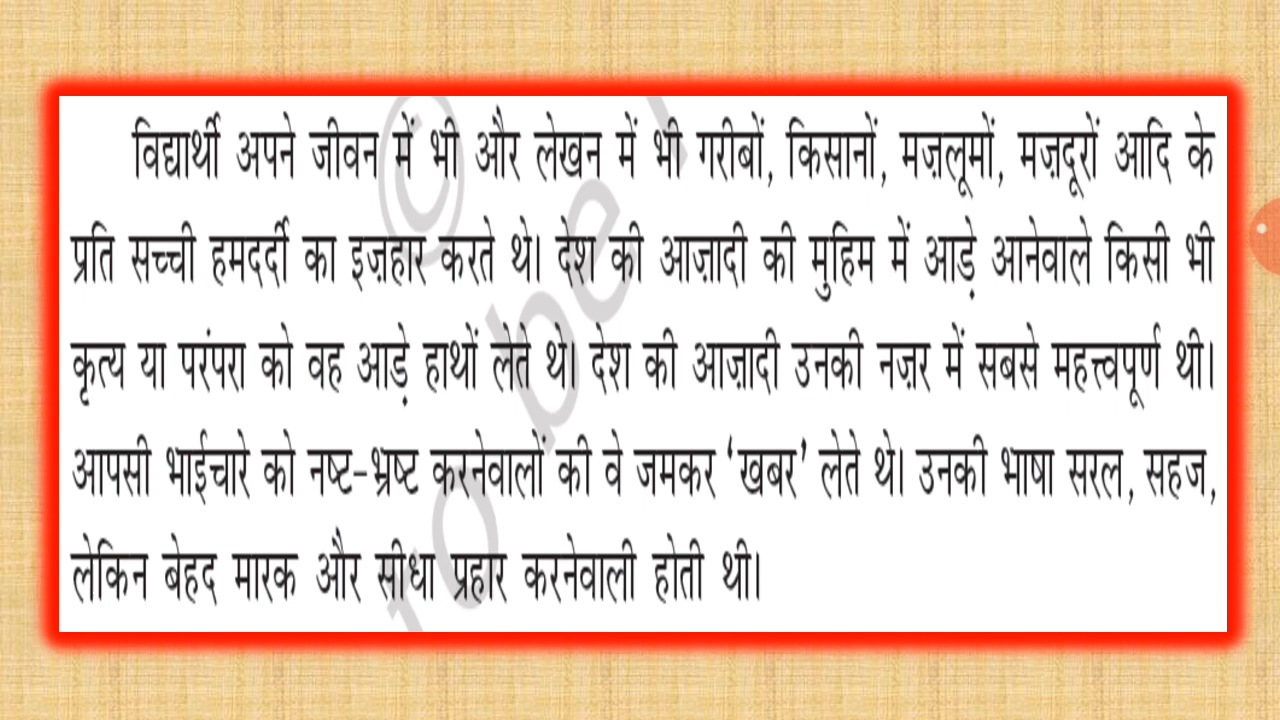 विद्यार्थी अपने जीवन में भी और लेखन में भी गरीबों, किसानों, मज़लूमों, मज़दूरों आदि के
प्रति सच्ची हमदर्दी का इज़हार करते थे। देश की आज़ादी की मुहिम में आड़े आनेवाले किसी भी
कृत्य या परंपरा को वह आड़े हाथों लेते थे। देश की आज़ादी उनकी नज़र में सबसे महत्त्वपूर्ण थी।
आपसी भाईचारे को नष्ट-भ्रष्ट करनेवालों की वे जमकर ‘खबर’ लेते थे। उनकी भाषा सरल, सहज,
लेकिन बेहद मारक और सीधा प्रहार करनेवाली होती थी।